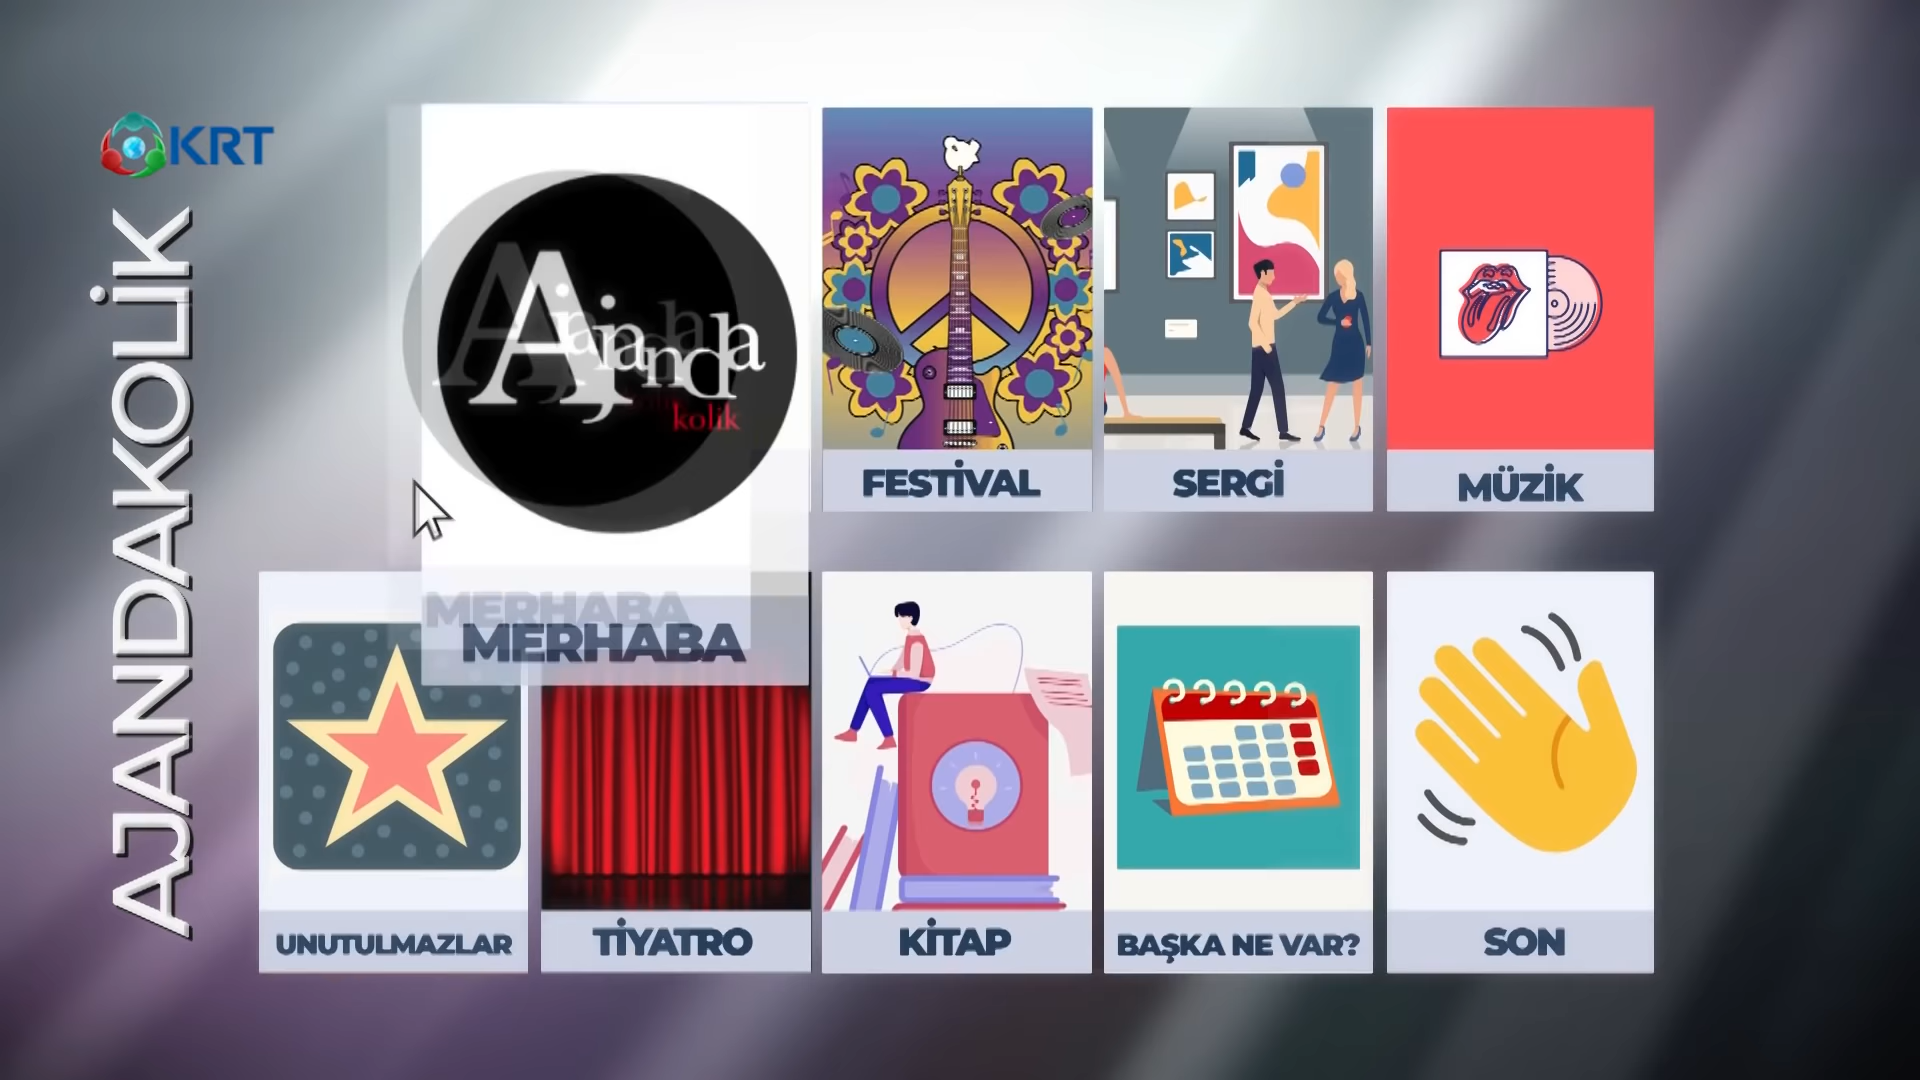 KRT
AJANDAKOLİK
Ajanda
kolik
MERHABA
FESTİVAL
SERGİ
MÜZİK
UNUTULMAZLAR
TİYATRO
KİTAP
BAŞKA NE VAR?
SON